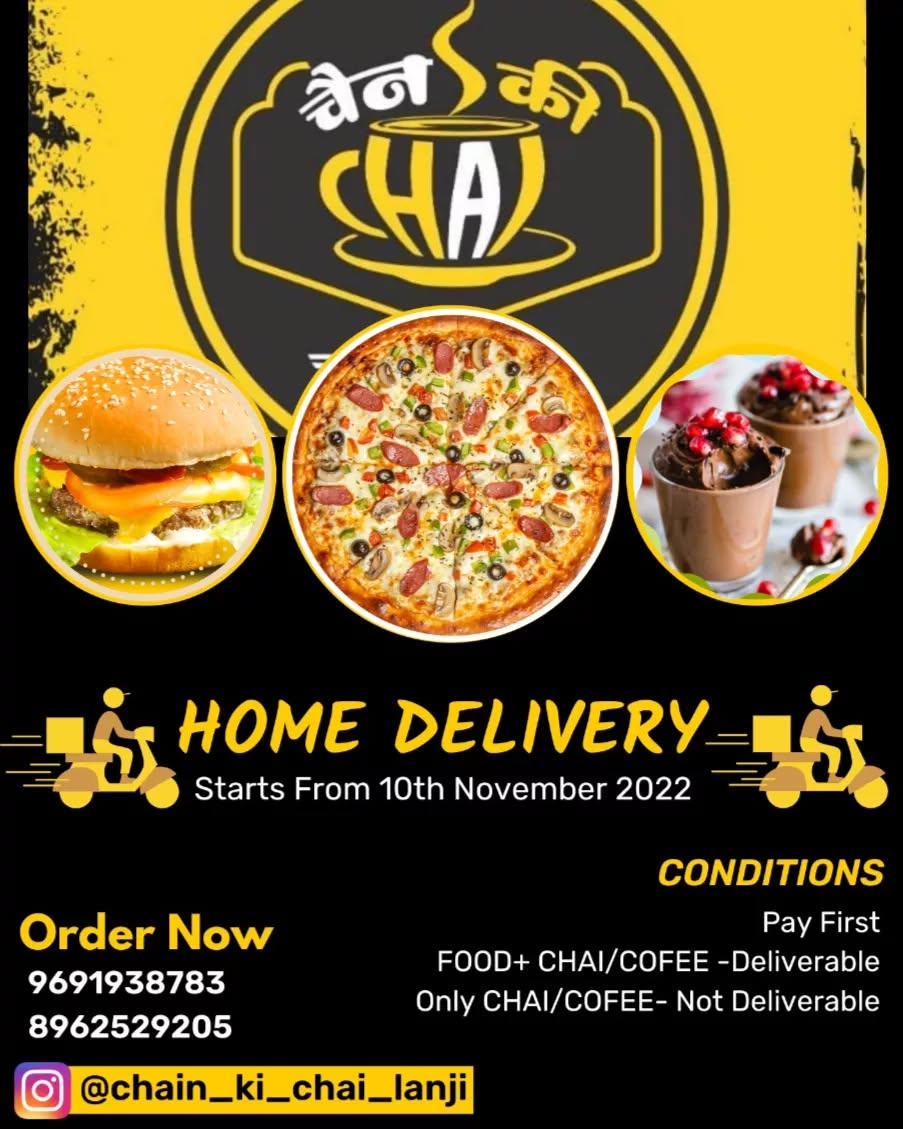 चैन की
CHAI
HOME DELIVERY
Starts From 10th November 2022
CONDITIONS
Pay First
FOOD+ CHAI/COFEE -Deliverable
Only CHAI/COFEE- Not Deliverable
Order Now
9691938783
8962529205
@chain_ki_chai_lanji